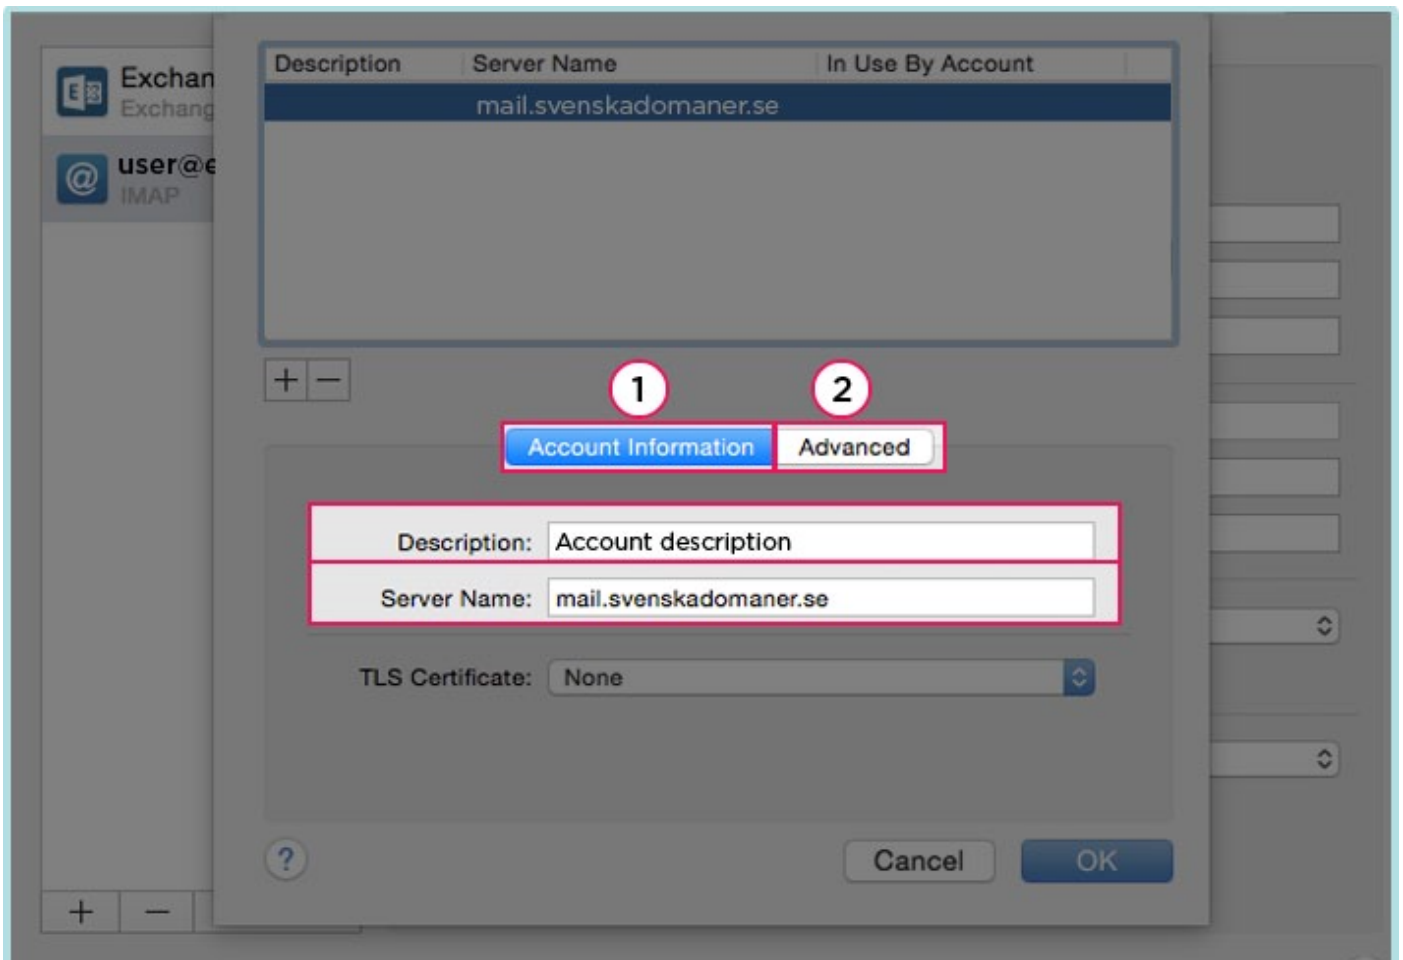 Description Server Name In Use By Account
mail.svenskadomaner.se
Exchan
Exchang
user@e
IMAP
1 2
Account Information Advanced
Description: Account description
Server Name: mail.svenskadomaner.se
TLS Certificate: None
? Cancel OK